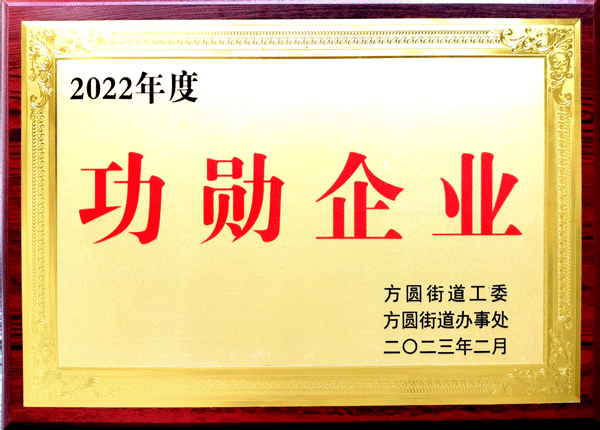 2022年度
功勋企业
方圆街道工委
方圆街道办事处
二〇二三年二月